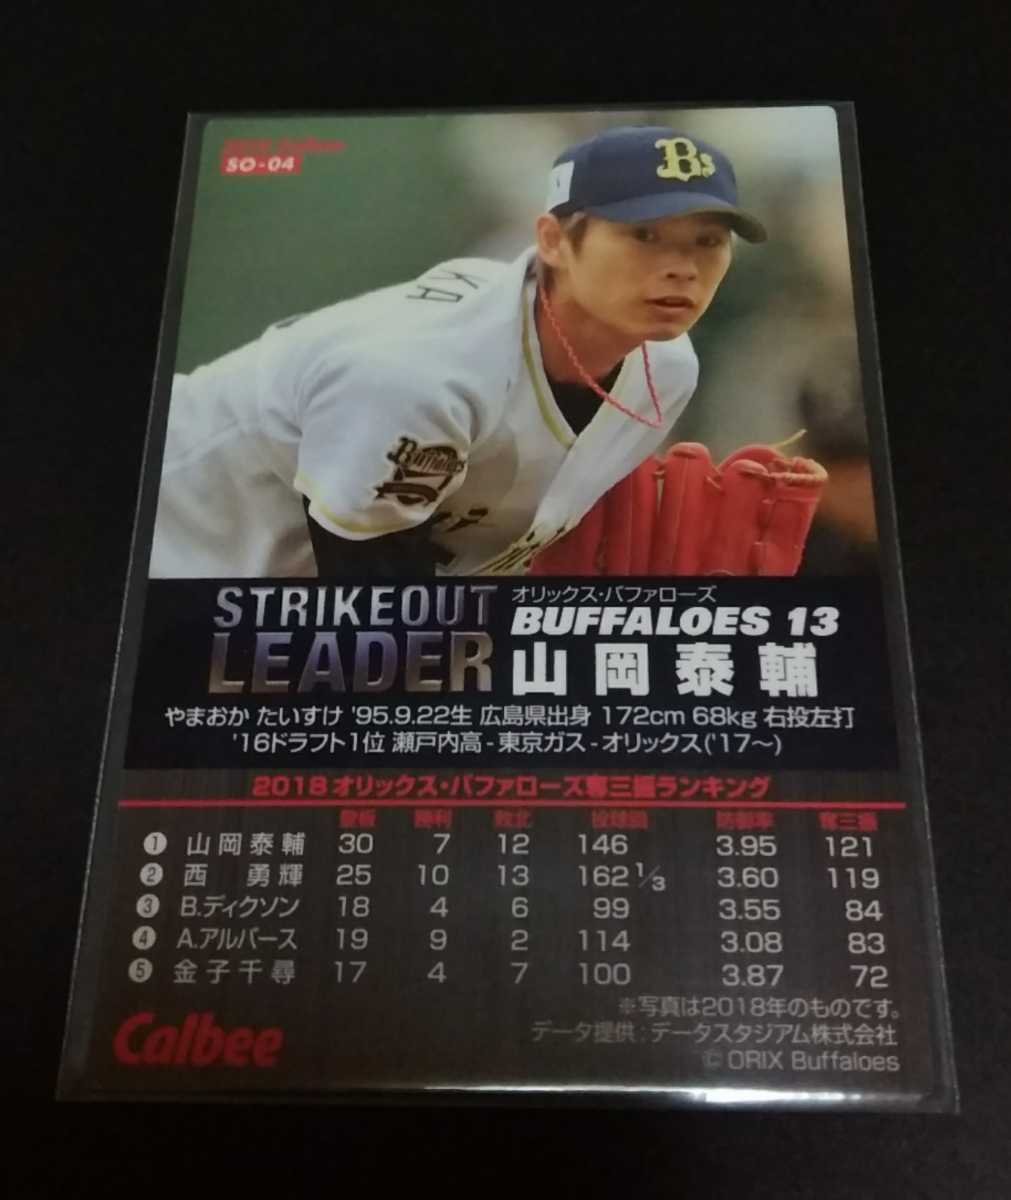 2019 Calbee
SO-04
Bs
KA
Buffaloes
STRIKEOUT
LEADER
オリックス・バファローズ
BUFFALOES 13
山岡泰輔
やまおか たいすけ '95.9.22生 広島県出身 172cm 68kg 右投左打
'16ドラフト1位 瀬戸内高-東京ガス-オリックス('17～)
2018オリックス・バファローズ奪三振ランキング
登板 勝利 敗北 投球回 防御率 奪三振
① 山岡泰輔 30 7 12 146 3.95 121
② 西 勇輝 25 10 13 162 1/3 3.60 119
③ B.ディクソン 18 4 6 99 3.55 84
④ A.アルバース 19 9 2 114 3.08 83
⑤ 金子千尋 17 4 7 100 3.87 72
※写真は2018年のものです。
Calbee
データ提供:データスタジアム株式会社
© ORIX Buffaloes